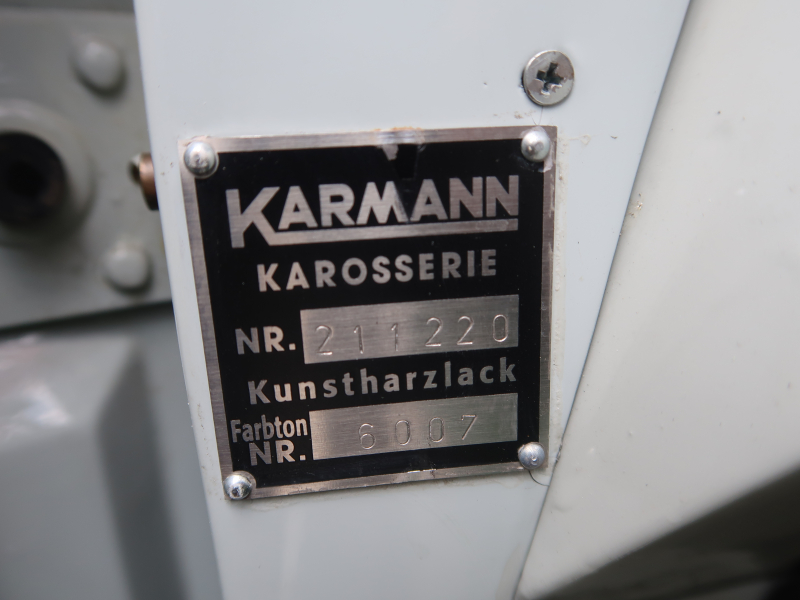 KARMANN
KAROSSERIE
NR. 211220
Kunstharzlack
Farbton
NR. 6007